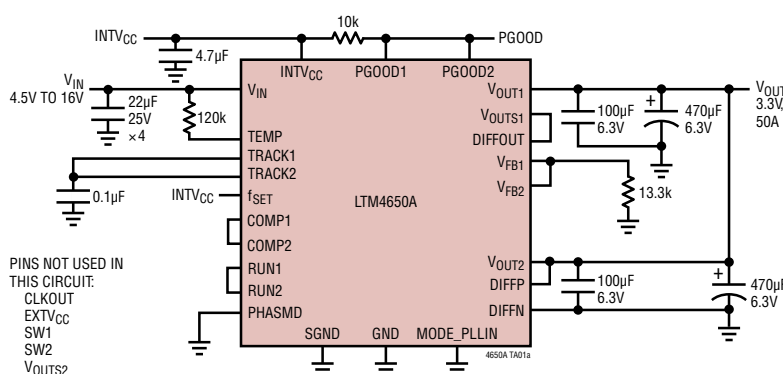 10k
INTVCC
PGOOD
4.7µF
INTVCC PGOOD1 PGOOD2
VIN
4.5V TO 16V
22µF
25V
×4
120k
VIN
TEMP
TRACK1
TRACK2
0.1µF
INTVCC
fSET
COMP1
COMP2
RUN1
RUN2
PHASMD
LTM4650A
SGND GND MODE_PLLIN
VOUT1
VOUTS1
DIFFOUT
VFB1
VFB2
VOUT2
DIFFP
DIFFN
100µF
6.3V
+
470µF
6.3V
VOUT
3.3V,
50A
13.3k
100µF
6.3V
+
470µF
6.3V
4650A TA01a
PINS NOT USED IN
THIS CIRCUIT:
CLKOUT
EXTVCC
SW1
SW2
VOUTS2